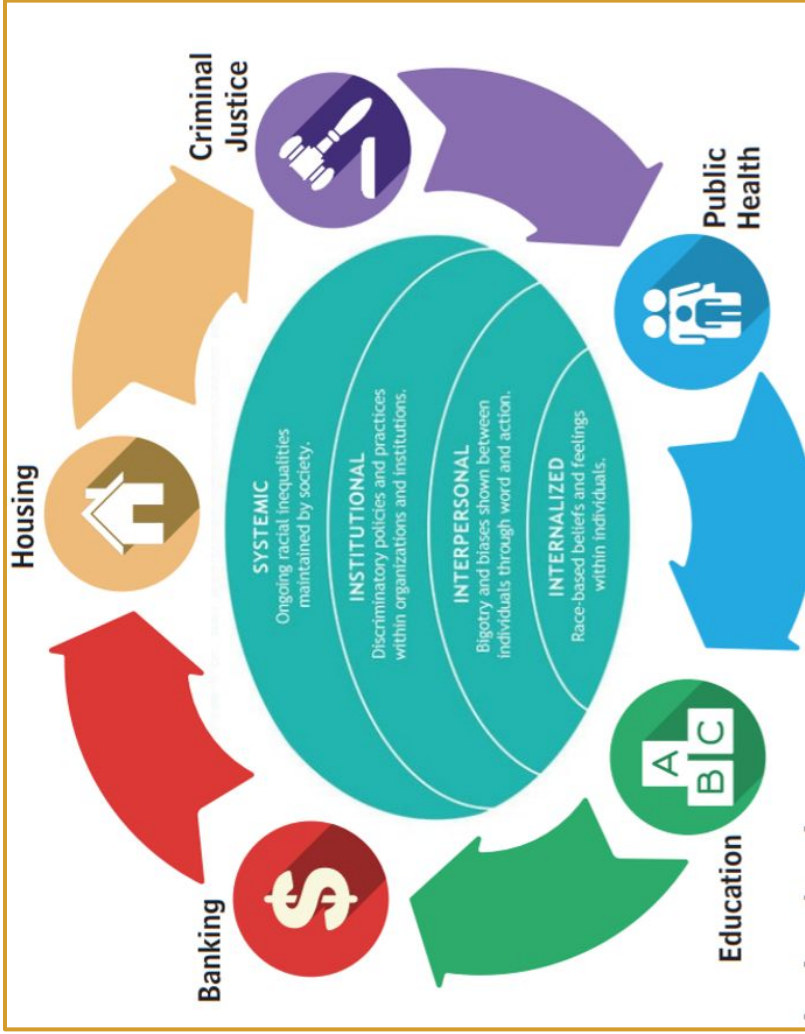 Housing
Criminal
Justice
Public
Health
Education
A
B C
Banking
$
SYSTEMIC
Ongoing racial inequalities
maintained by society.
INSTITUTIONAL
Discriminatory policies and practices
within organizations and institutions.
INTERPERSONAL
Bigotry and biases shown between
individuals through word and action.
INTERNALIZED
Race-based beliefs and feelings
within individuals.